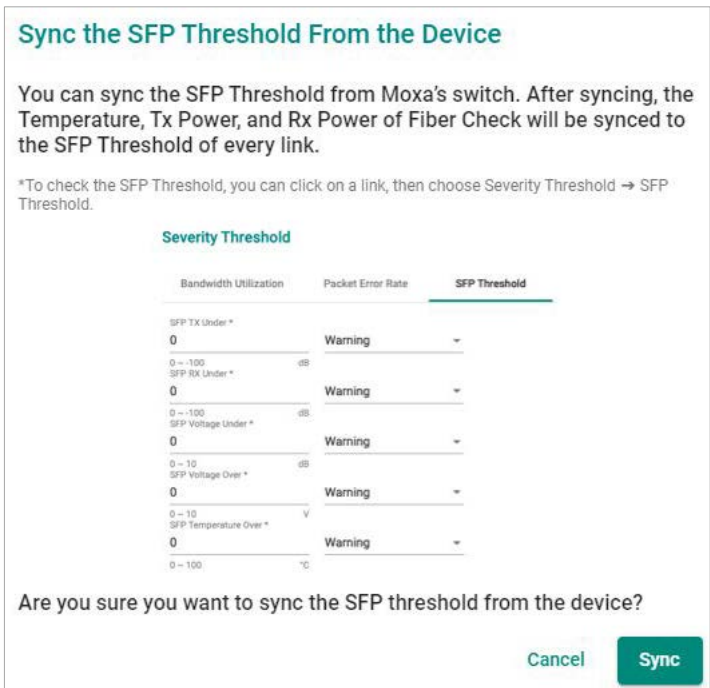 Sync the SFP Threshold From the Device
You can sync the SFP Threshold from Moxa's switch. After syncing, the
Temperature, Tx Power, and Rx Power of Fiber Check will be synced to
the SFP Threshold of every link.
*To check the SFP Threshold, you can click on a link, then choose Severity Threshold → SFP
Threshold.
Severity Threshold
Bandwidth Utilization Packet Error Rate SFP Threshold
SFP TX Under *
0 Warning
0 ~ -100 dB
SFP RX Under *
0 Warning
0 ~ -100 dB
SFP Voltage Under *
0 Warning
0 ~ 10 dB
SFP Voltage Over *
0 Warning
0 ~ 10 V
SFP Temperature Over *
0 Warning
0 ~ 100 °C
Are you sure you want to sync the SFP threshold from the device?
Cancel Sync